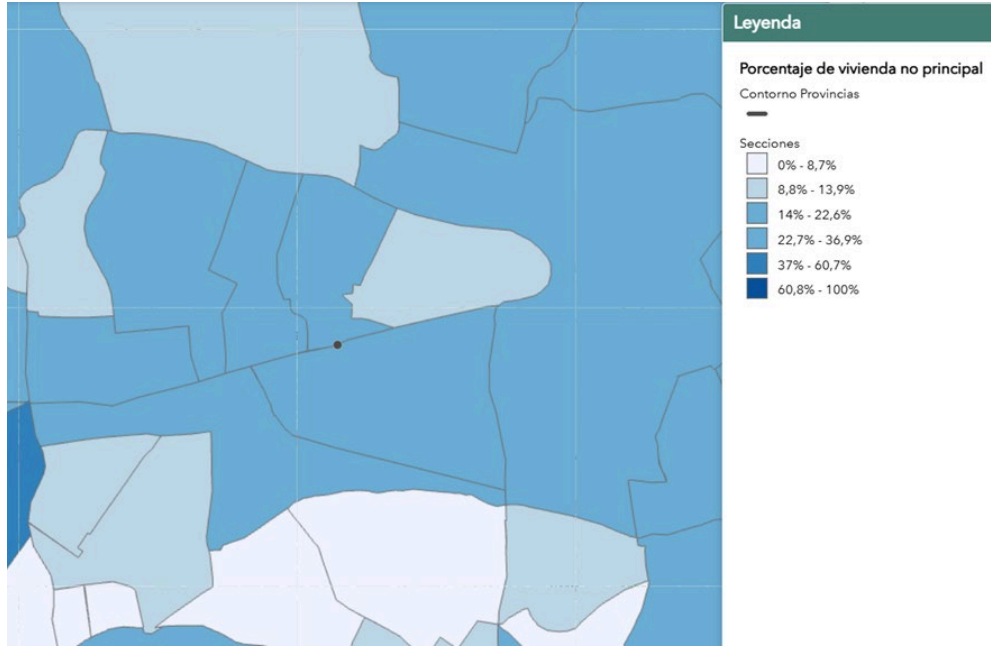 Leyenda
Porcentaje de vivienda no principal
Contorno Provincias
Secciones
0% - 8,7%
8,8% - 13,9%
14% - 22,6%
22,7% - 36,9%
37% - 60,7%
60,8% - 100%